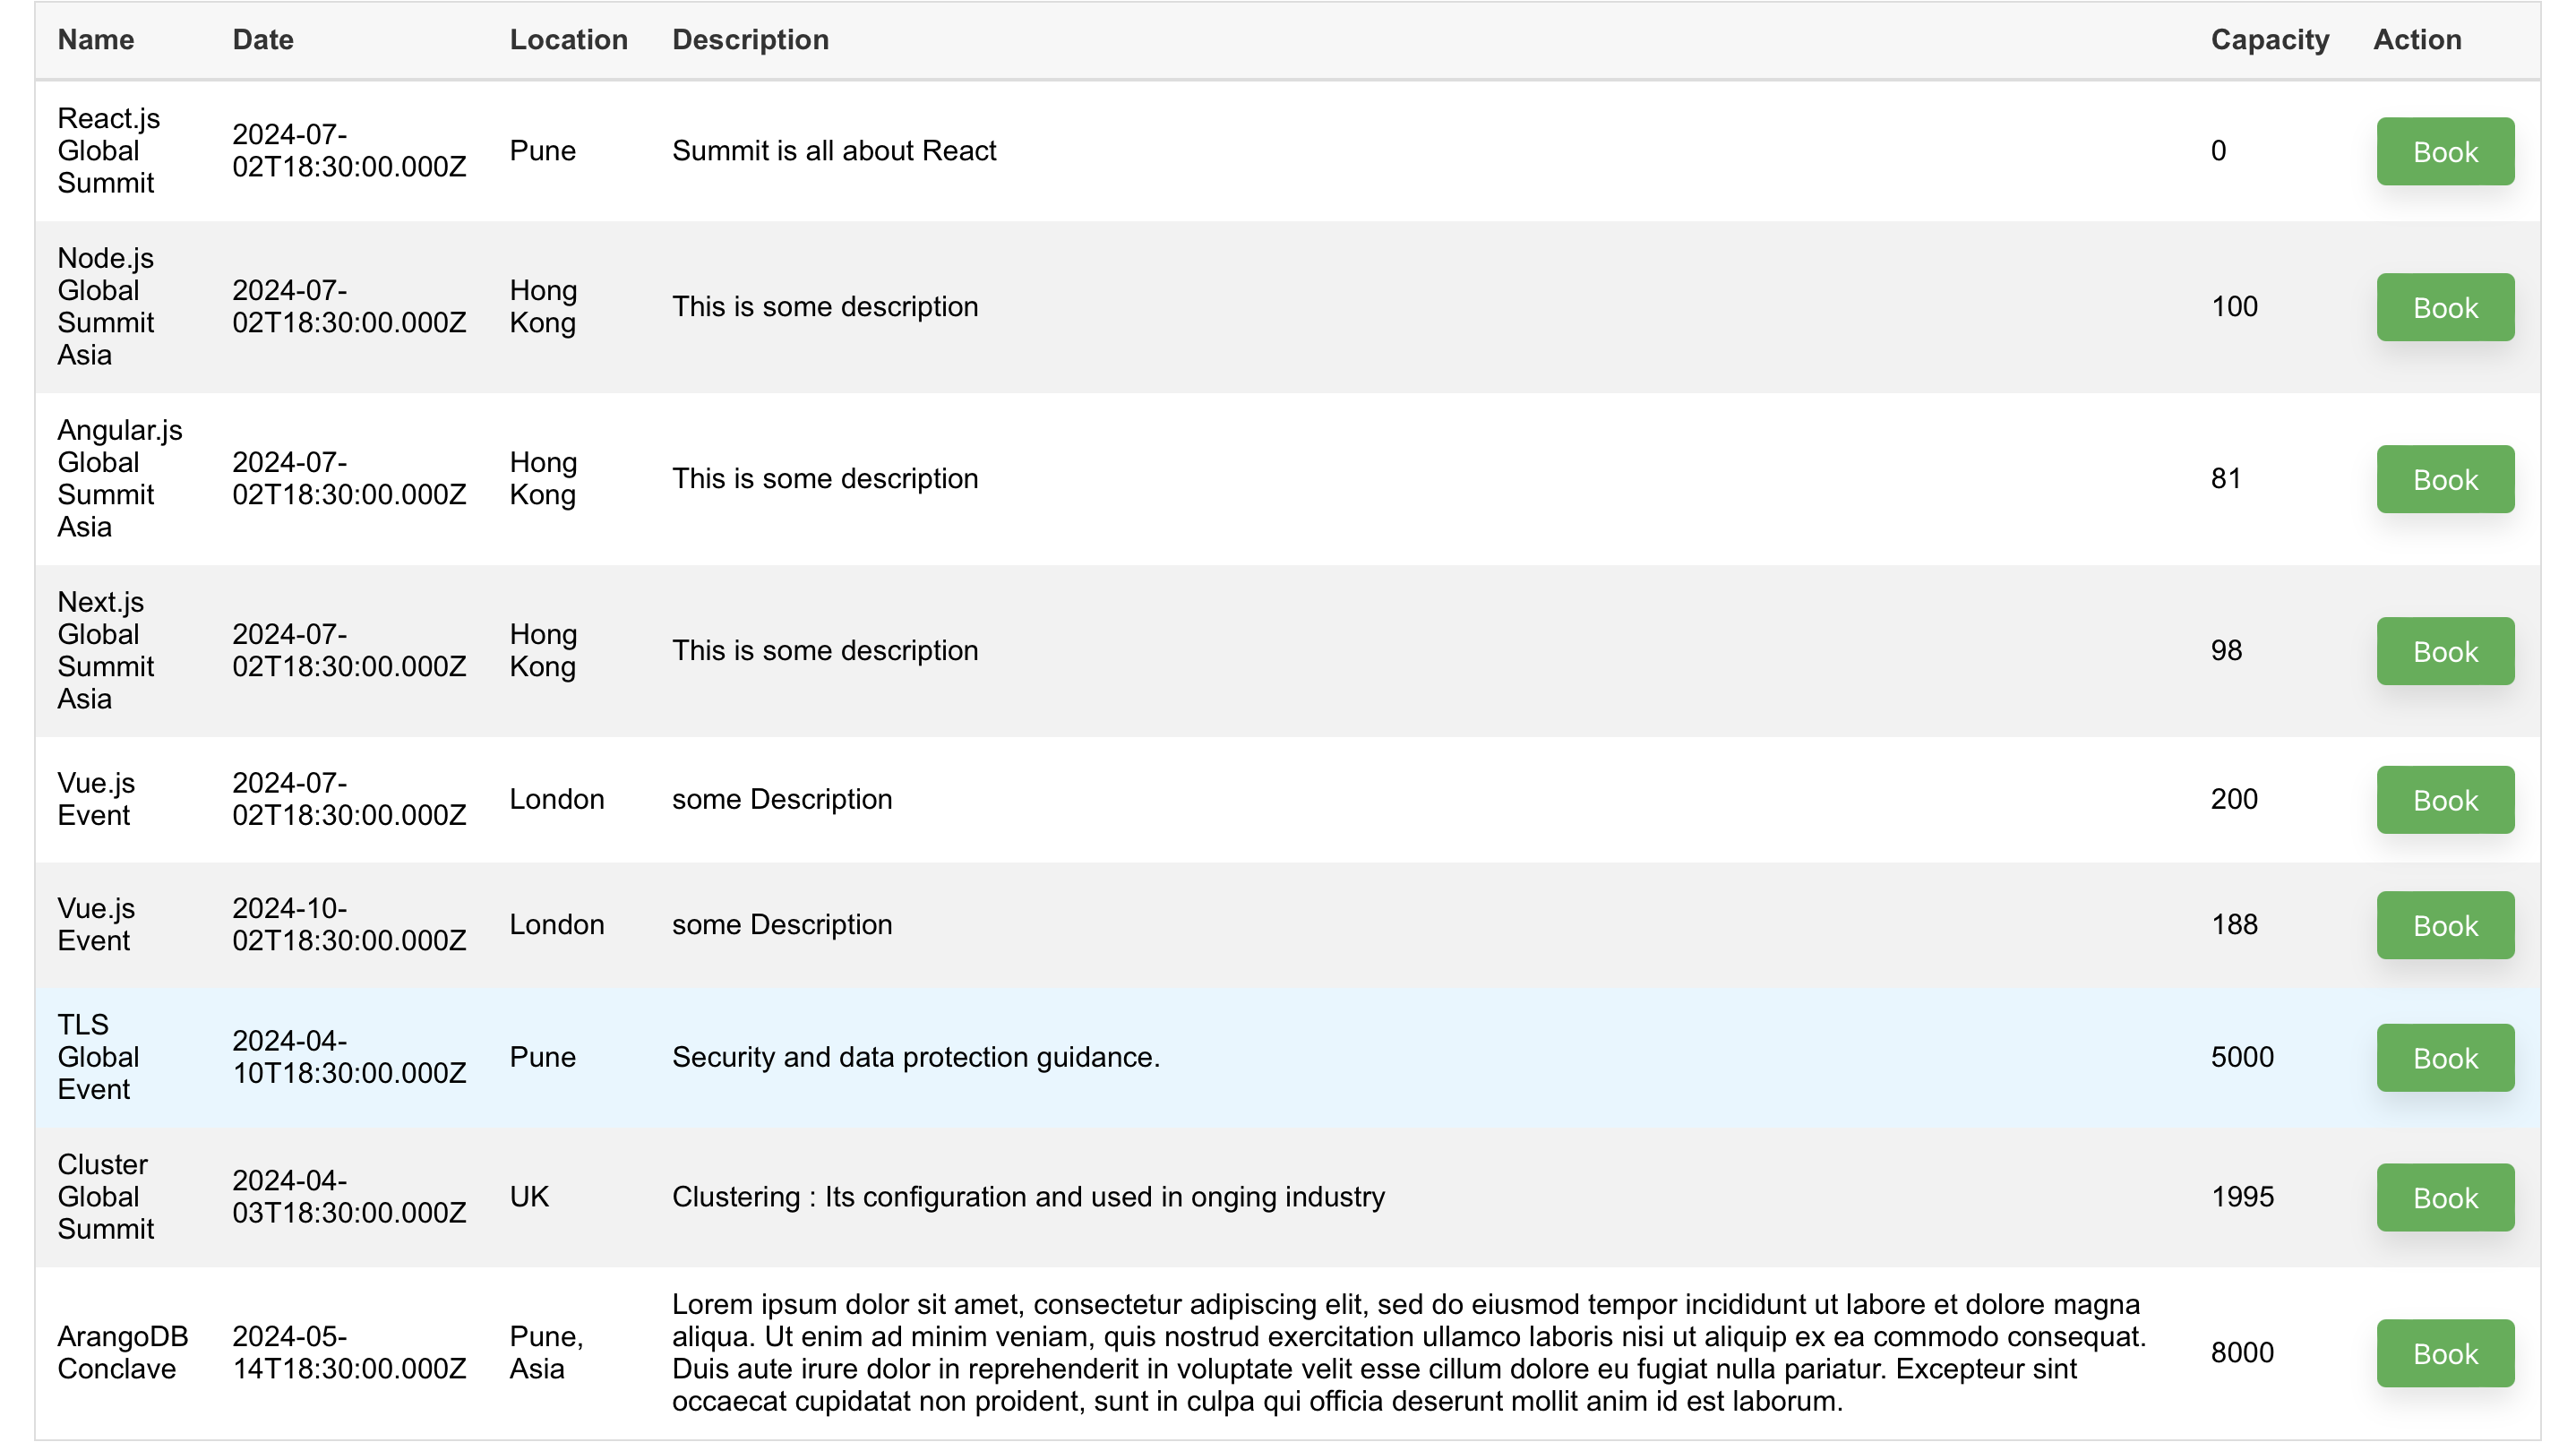 Name Date Location Description Capacity Action
React.js
Global
Summit
2024-07-
02T18:30:00.000Z
Pune
Summit is all about React
0
Book
Node.js
Global
Summit
Asia
2024-07-
02T18:30:00.000Z
Hong
Kong
This is some description
100
Book
Angular.js
Global
Summit
Asia
2024-07-
02T18:30:00.000Z
Hong
Kong
This is some description
81
Book
Next.js
Global
Summit
Asia
2024-07-
02T18:30:00.000Z
Hong
Kong
This is some description
98
Book
Vue.js
Event
2024-07-
02T18:30:00.000Z
London
some Description
200
Book
Vue.js
Event
2024-10-
02T18:30:00.000Z
London
some Description
188
Book
TLS
Global
Event
2024-04-
10T18:30:00.000Z
Pune
Security and data protection guidance.
5000
Book
Cluster
Global
Summit
2024-04-
03T18:30:00.000Z
UK
Clustering : Its configuration and used in onging industry
1995
Book
ArangoDB
Conclave
2024-05-
14T18:30:00.000Z
Pune,
Asia
Lorem ipsum dolor sit amet, consectetur adipiscing elit, sed do eiusmod tempor incididunt ut labore et dolore magna
aliqua. Ut enim ad minim veniam, quis nostrud exercitation ullamco laboris nisi ut aliquip ex ea commodo consequat.
Duis aute irure dolor in reprehenderit in voluptate velit esse cillum dolore eu fugiat nulla pariatur. Excepteur sint
occaecat cupidatat non proident, sunt in culpa qui officia deserunt mollit anim id est laborum.
8000
Book